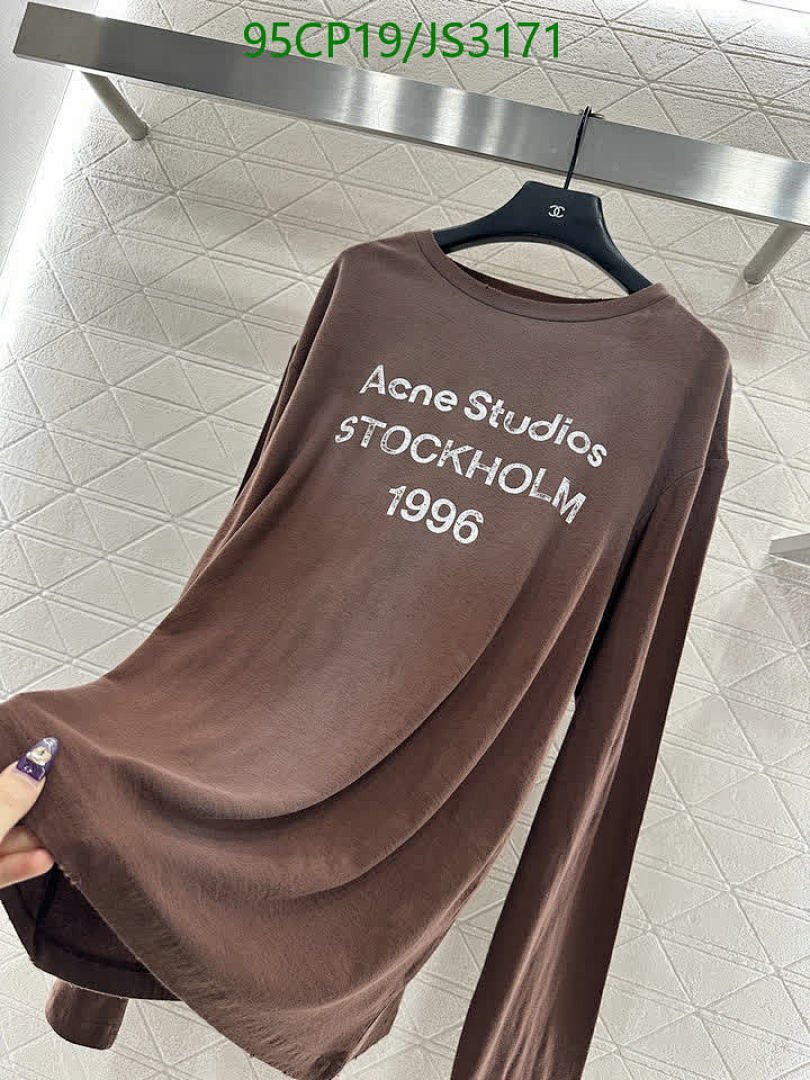 95CP19/JS3171
Acne Studios
STOCKHOLM
1996